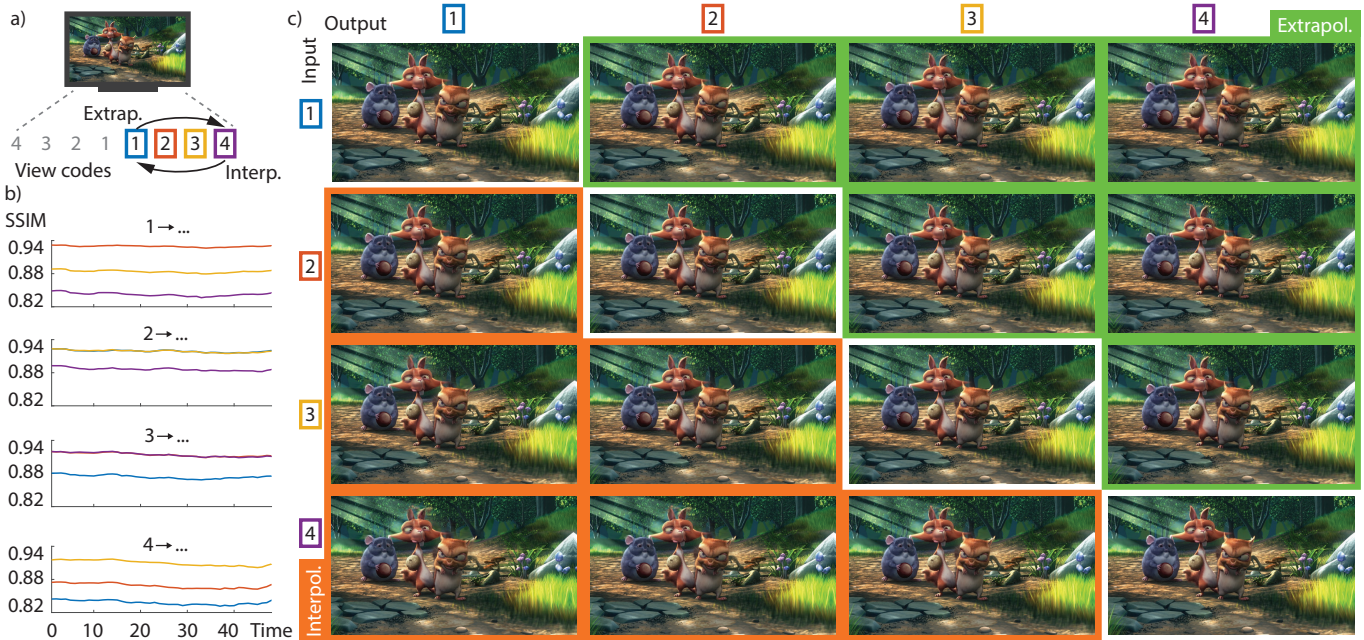 a)
Extrap.
4 3 2 1 1 2 3 4
View codes
Interp.
b)
SSIM
1 → ...
0.94
0.88
0.82
2 → ...
0.94
0.88
0.82
3 → ...
0.94
0.88
0.82
4 → ...
0.94
0.88
0.82
0 10 20 30 40 Time
c)
Output
1 2 3 4
Extrapol.
Input
1
2
3
4
Interpol.